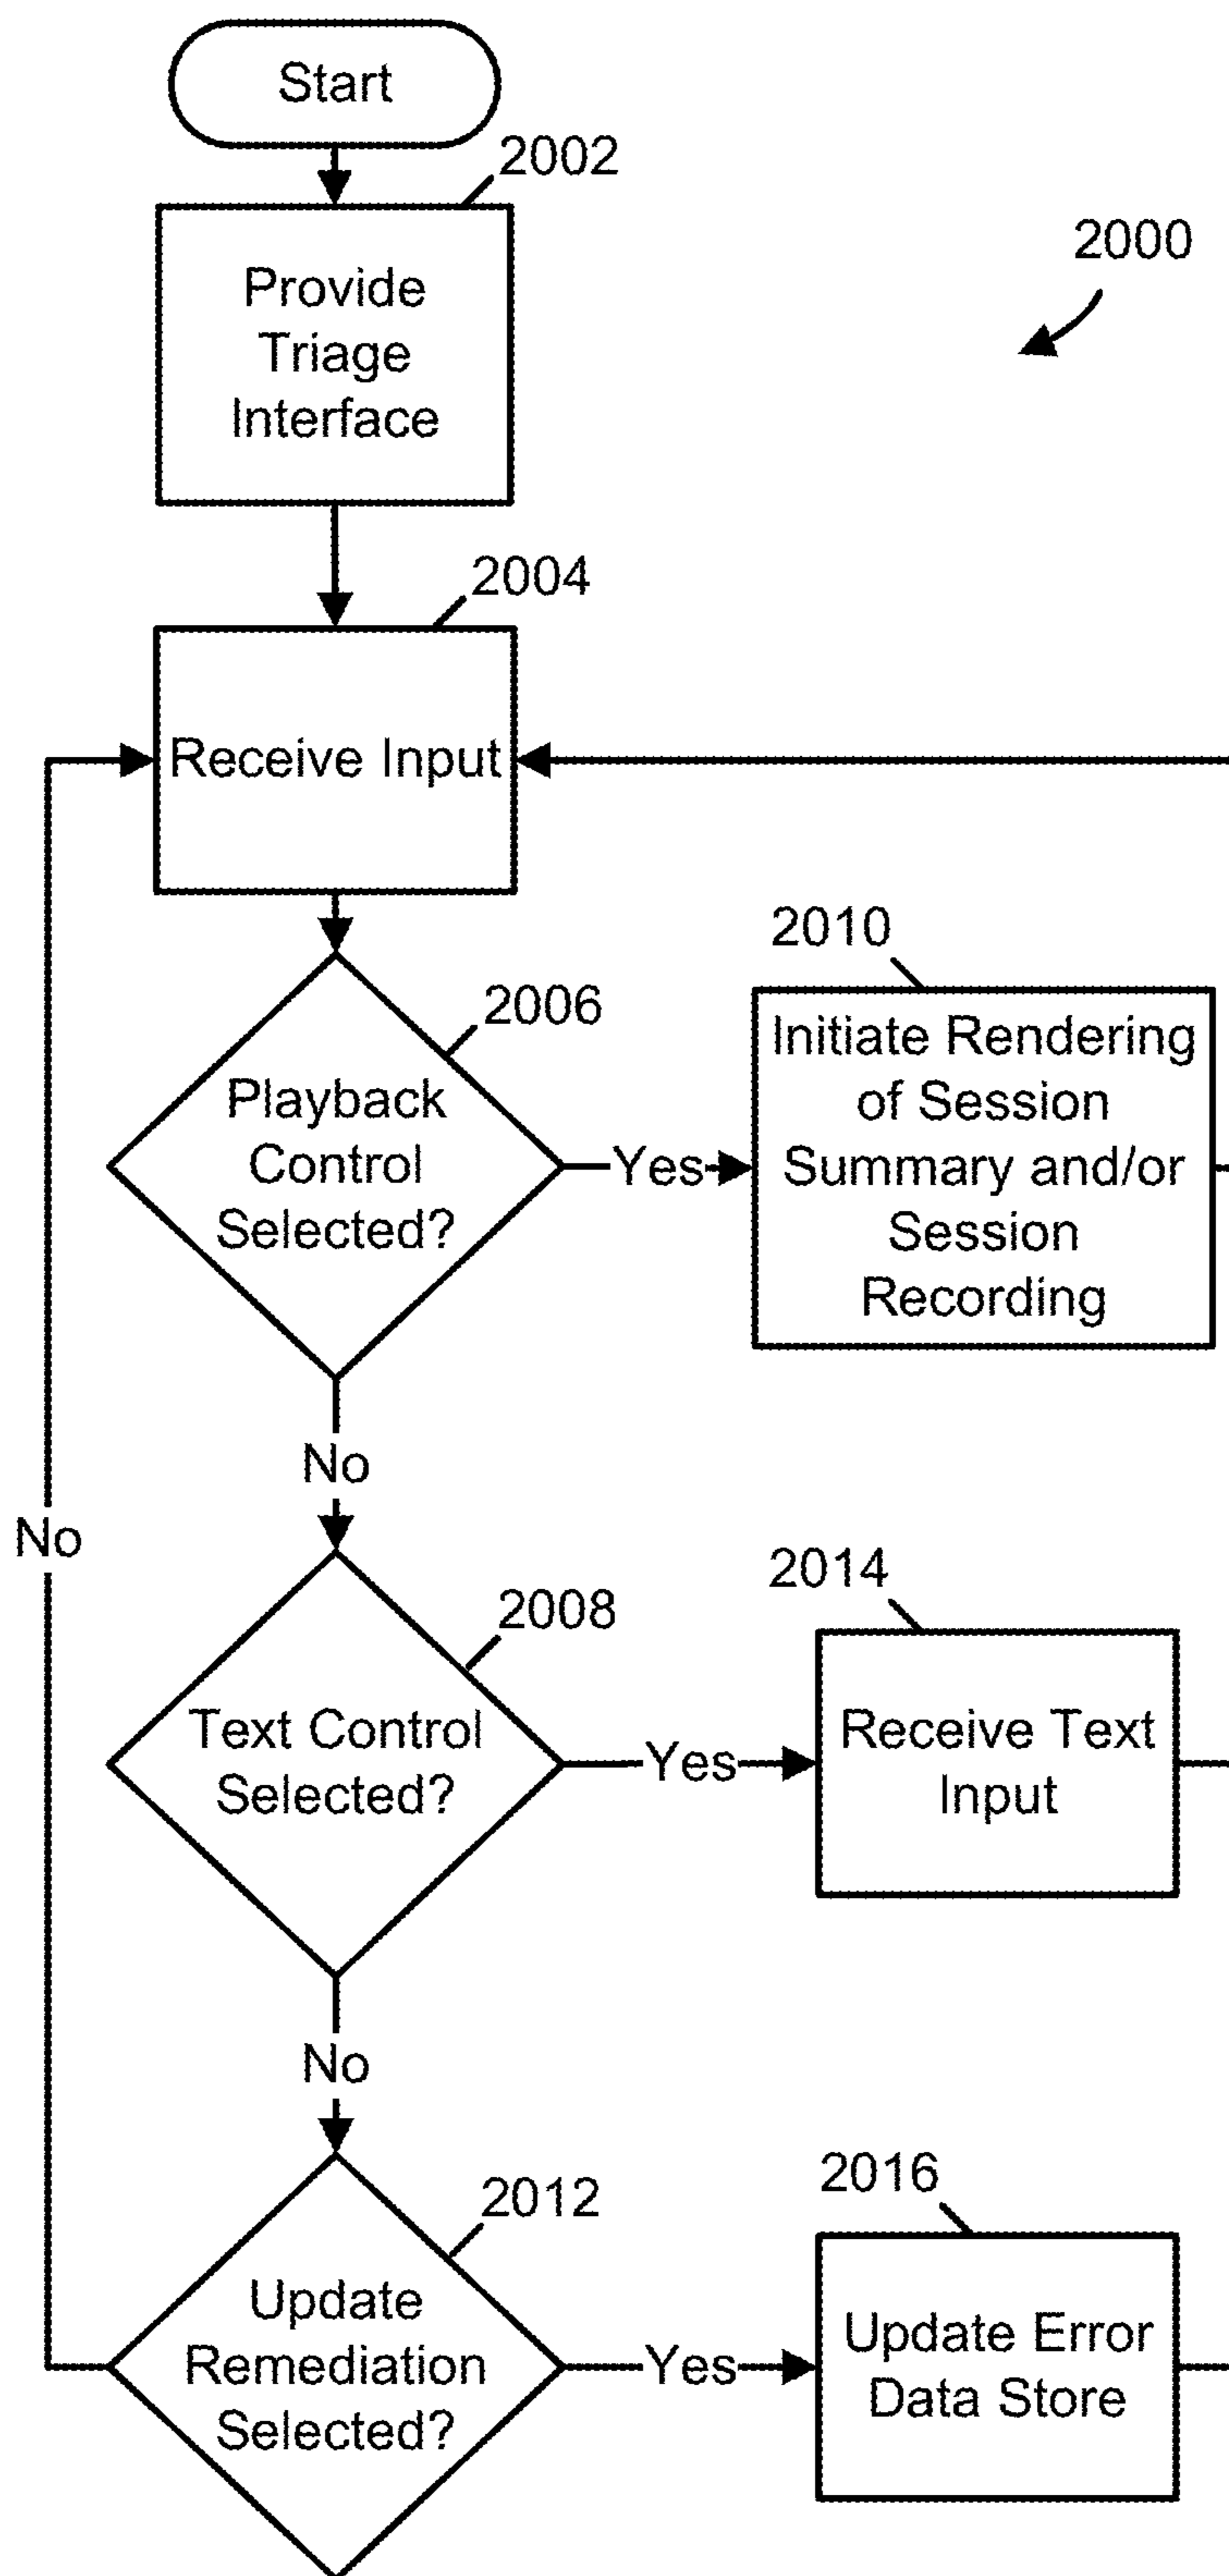 Start
2002
2000
Provide
Triage
Interface
2004
Receive Input
2010
2006
Initiate Rendering
of Session
Summary and/or
Session
Recording
Playback
Control
Selected?
Yes
No
No
2014
2008
Text Control
Selected?
Yes
Receive Text
Input
No
2016
2012
Update
Remediation
Selected?
Yes
Update Error
Data Store